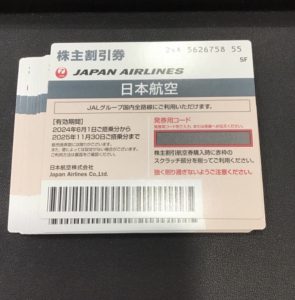 株主割引券
5626758 55
SF
JAPAN AIRLINES
日本航空
JALグループ国内全路線にご利用いただけます。
【有効期間】
2024年6月1日ご搭乗分から
2025年11月30日ご搭乗分まで
発券用コード
株主割引航空券購入時に赤枠の
スクラッチ部分を削ってご利用ください。
強く削り過ぎないようご注意ください。
日本航空株式会社
Japan Airlines Co.,Ltd.